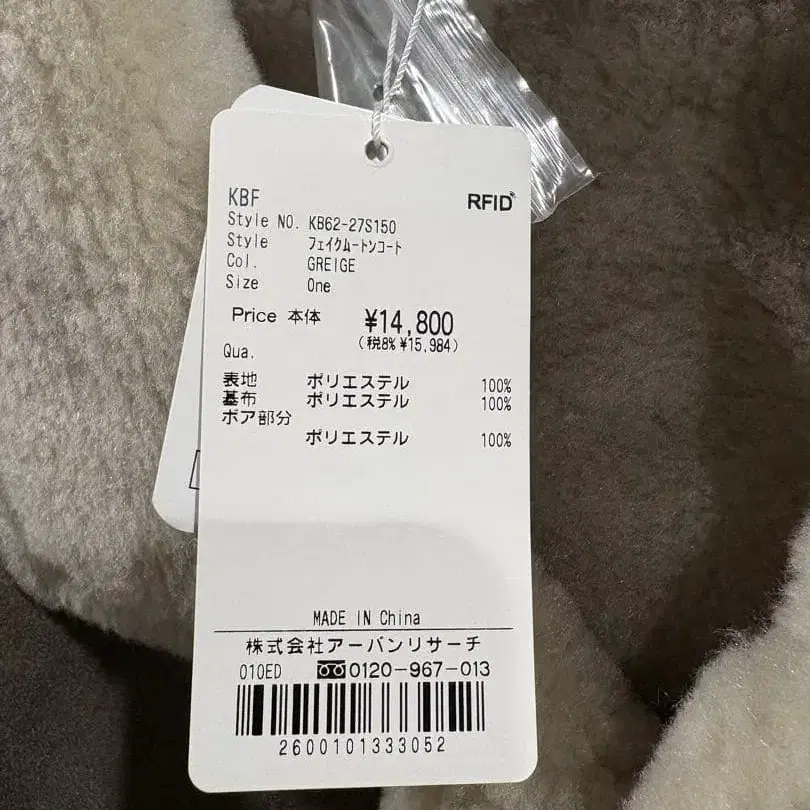 KBF
RFID
Style NO. KB62-27S150
Style フェイクムートンコート
Col. GREIGE
Size One
Price 本体 ¥14,800
(税8% ¥15,984)
Qua.
表地 ポリエステル 100%
基布 ポリエステル 100%
ボア部分
ポリエステル 100%
MADE IN China
株式会社アーバンリサーチ
010ED 0120-967-013
2600101333052